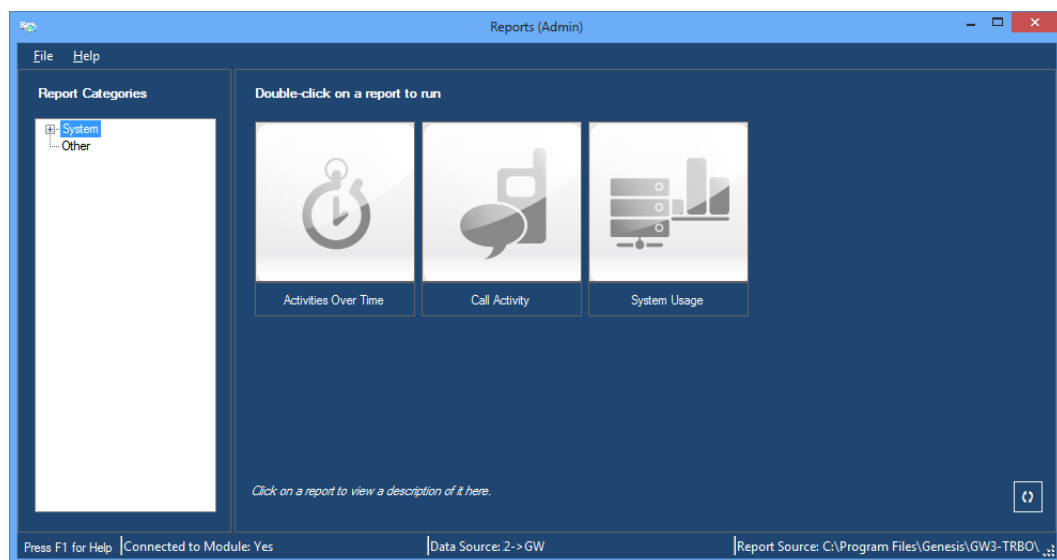 Reports (Admin)
File Help
Report Categories
System
Other
Double-click on a report to run
Activities Over Time
Call Activity
System Usage
Click on a report to view a description of it here.
Press F1 for Help Connected to Module: Yes Data Source: 2->GW Report Source: C:\Program Files\Genesis\GW3-TRBO\